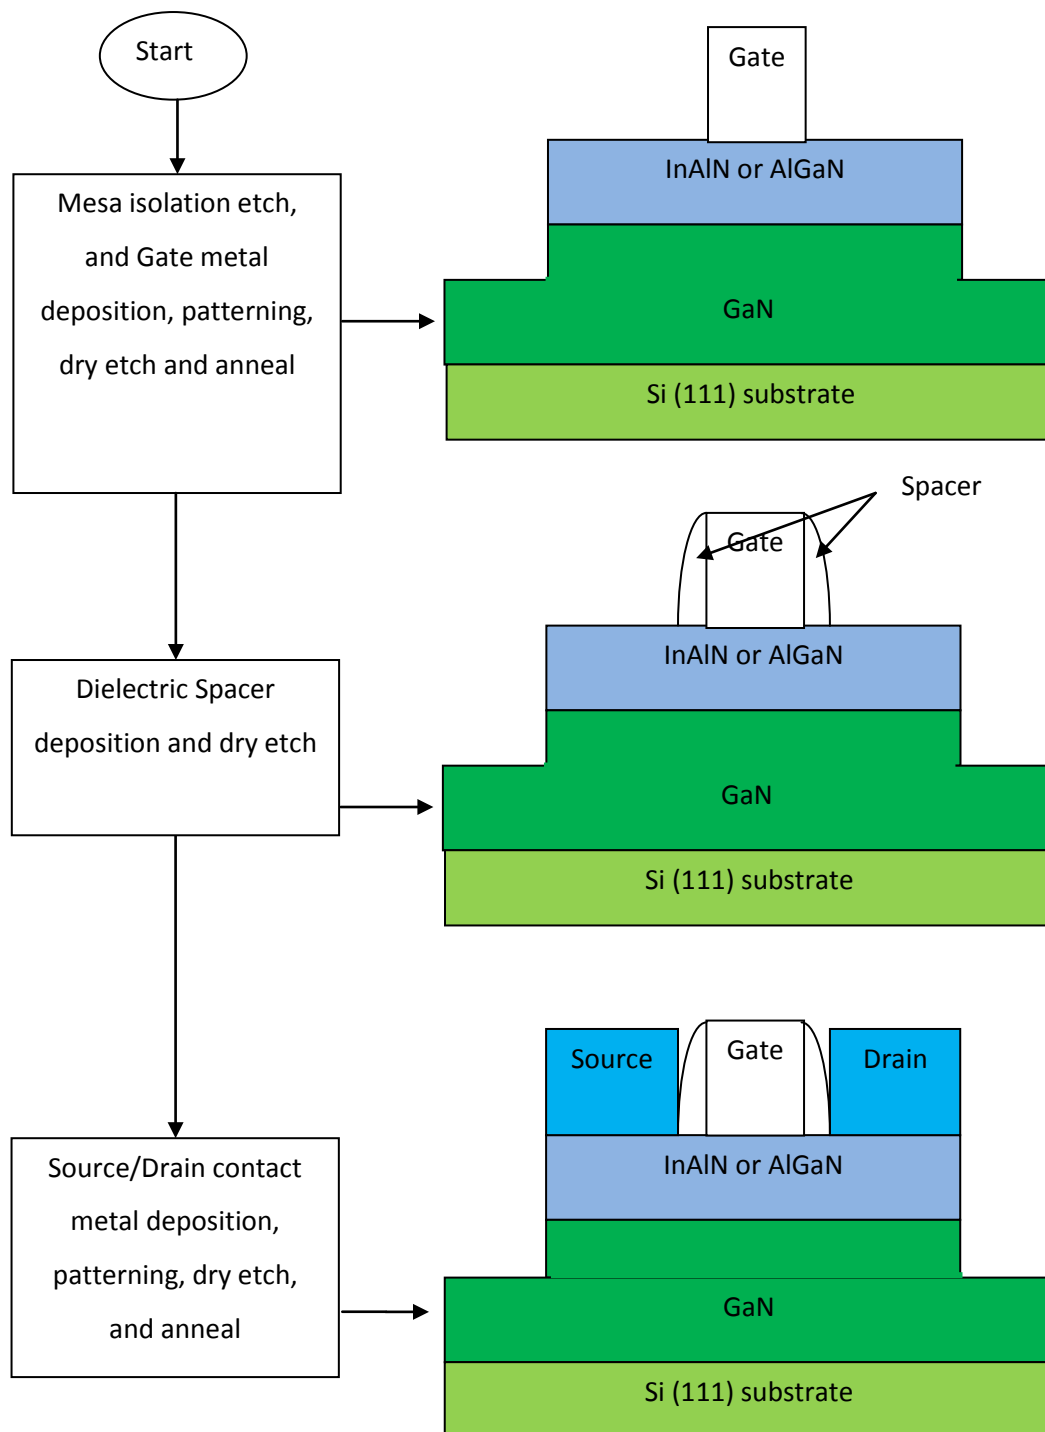 Start
Mesa isolation etch,
and Gate metal
deposition, patterning,
dry etch and anneal
Gate
InAlN or AlGaN
GaN
Si (111) substrate
Dielectric Spacer
deposition and dry etch
Spacer
Gate
InAlN or AlGaN
GaN
Si (111) substrate
Source/Drain contact
metal deposition,
patterning, dry etch,
and anneal
Source
Gate
Drain
InAlN or AlGaN
GaN
Si (111) substrate